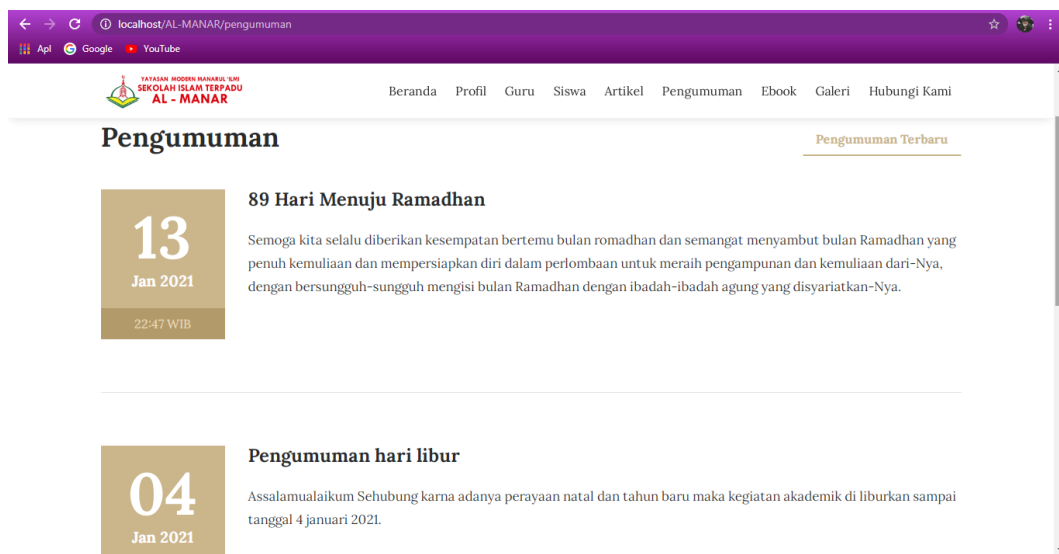 localhost/AL-MANAR/pengumuman
Apl Google YouTube
YAYASAN MODERN MANARUL 'ILMI
SEKOLAH ISLAM TERPADU
AL - MANAR
Beranda Profil Guru Siswa Artikel Pengumuman Ebook Galeri Hubungi Kami
Pengumuman
Pengumuman Terbaru
13
Jan 2021
22:47 WIB
89 Hari Menuju Ramadhan
Semoga kita selalu diberikan kesempatan bertemu bulan romadhan dan semangat menyambut bulan Ramadhan yang
penuh kemuliaan dan mempersiapkan diri dalam perlombaan untuk meraih pengampunan dan kemuliaan dari-Nya,
dengan bersungguh-sungguh mengisi bulan Ramadhan dengan ibadah-ibadah agung yang disyariatkan-Nya.
04
Jan 2021
Pengumuman hari libur
Assalamualaikum Sehubung karna adanya perayaan natal dan tahun baru maka kegiatan akademik di liburkan sampai
tanggal 4 januari 2021.